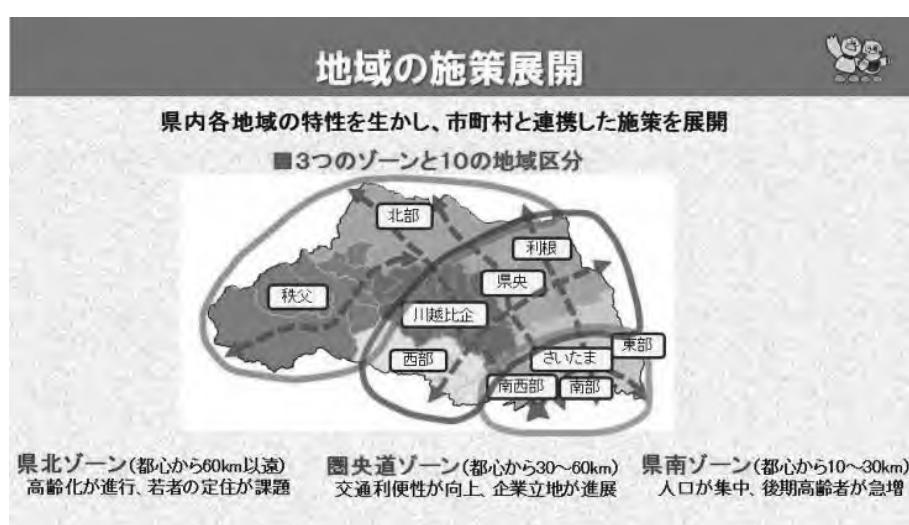 地域の施策展開
県内各地域の特性を生かし、市町村と連携した施策を展開
■3つのゾーンと10の地域区分
北部
利根
県央
秩父
川越比企
東部
西部
さいたま
南西部
南部
県北ゾーン(都心から60km以遠)
高齢化が進行、若者の定住が課題
圏央道ゾーン(都心から30～60km)
交通利便性が向上、企業立地が進展
県南ゾーン(都心から10～30km)
人口が集中、後期高齢者が急増